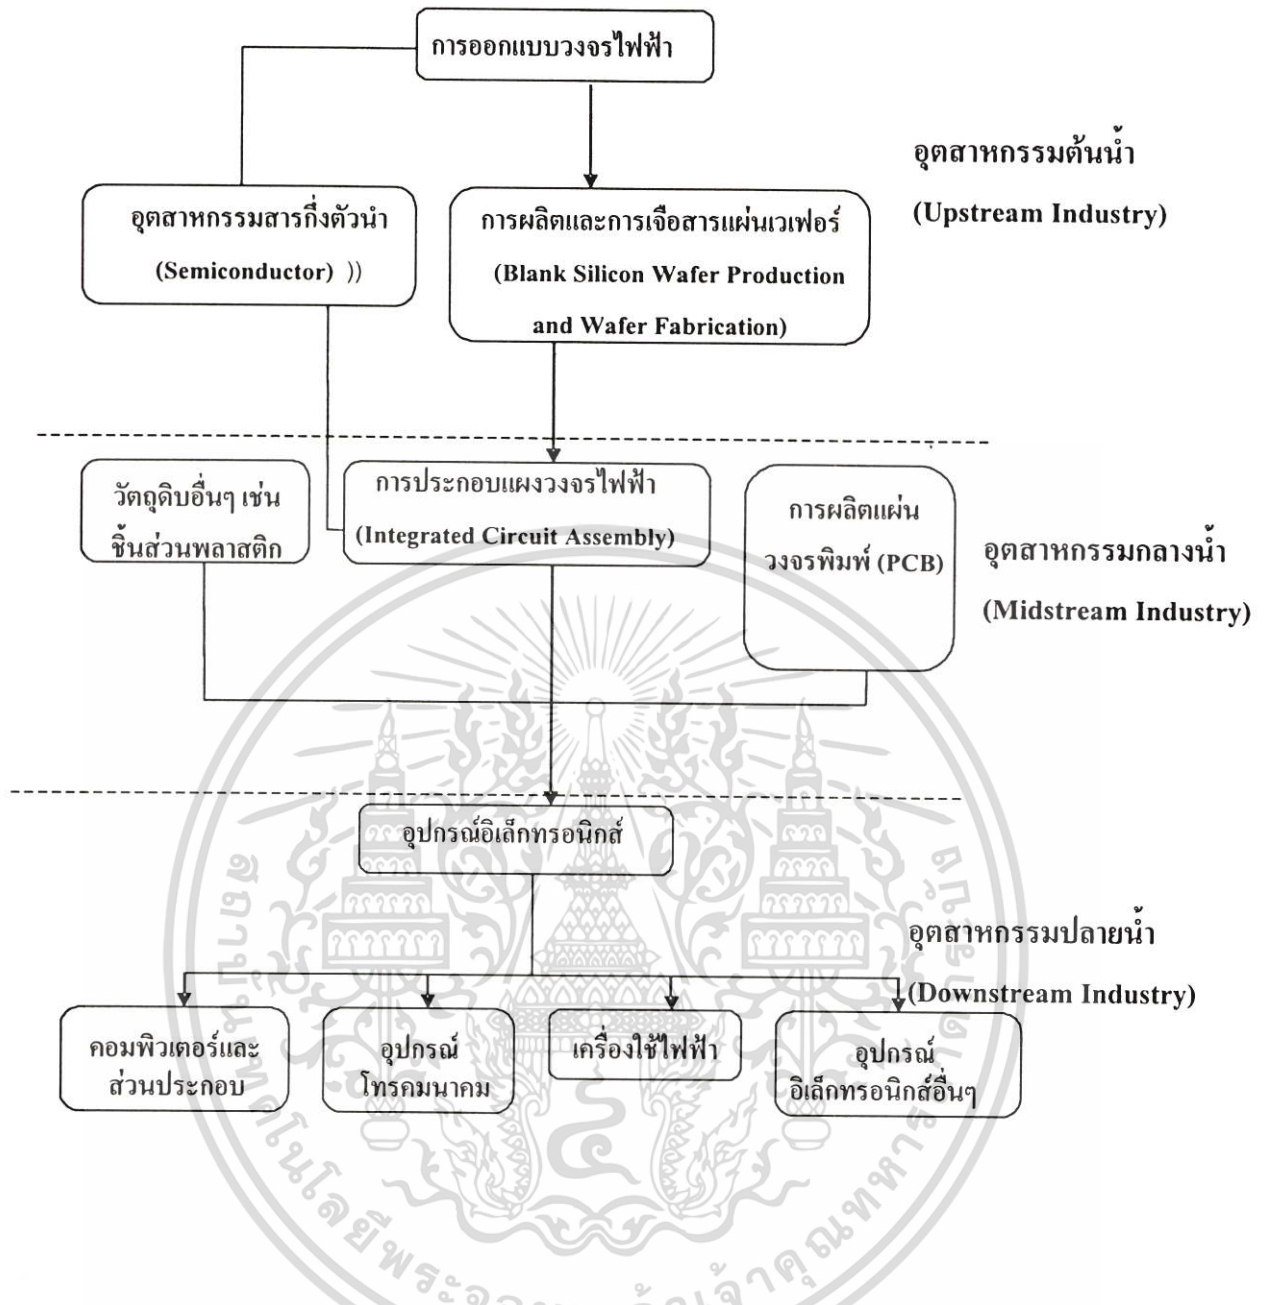 การออกแบบวงจรไฟฟ้า
อุตสาหกรรมต้นน้ำ
(Upstream Industry)
อุตสาหกรรมสารกึ่งตัวนำ
(Semiconductor) ))
การผลิตและการเจือสารแผ่นเวเฟอร์
(Blank Silicon Wafer Production
and Wafer Fabrication)
วัตถุดิบอื่นๆ เช่น
ชิ้นส่วนพลาสติก
การประกอบแผงวงจรไฟฟ้า
(Integrated Circuit Assembly)
การผลิตแผ่น
วงจรพิมพ์ (PCB)
อุตสาหกรรมกลางน้ำ
(Midstream Industry)
อุปกรณ์อิเล็กทรอนิกส์
อุตสาหกรรมปลายน้ำ
(Downstream Industry)
คอมพิวเตอร์และ
ส่วนประกอบ
อุปกรณ์
โทรคมนาคม
เครื่องใช้ไฟฟ้า
อุปกรณ์
อิเล็กทรอนิกส์อื่นๆ